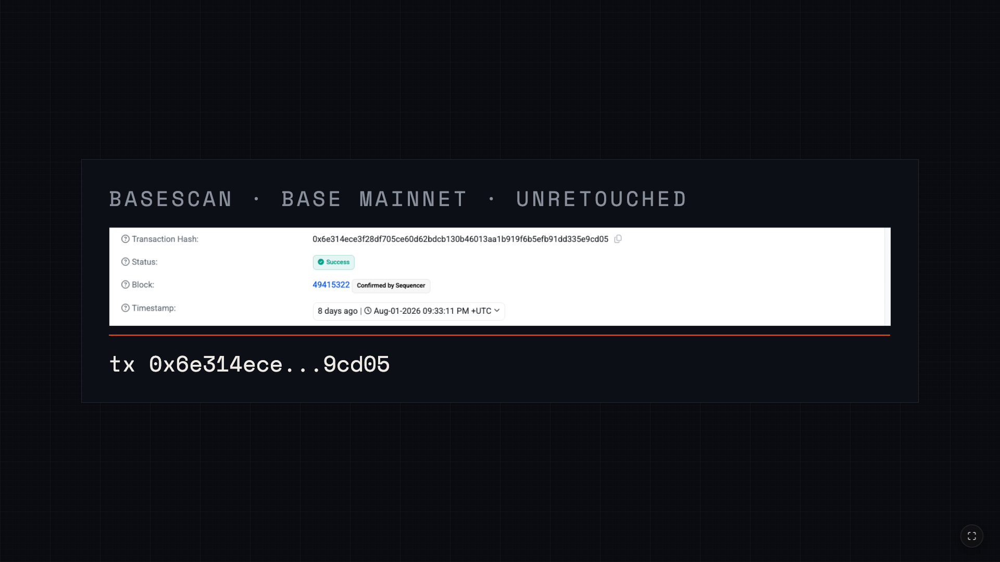 BASESCAN · BASE MAINNET · UNRETOUCHED
Transaction Hash: 0x6e314ece3f28df705ce60d62bdcb130b46013aa1b919f6b5efb91dd335e9cd05
Status: Success
Block: 49415322 Confirmed by Sequencer
Timestamp: 8 days ago | Aug-01-2026 09:33:11 PM +UTC
tx 0x6e314ece...9cd05